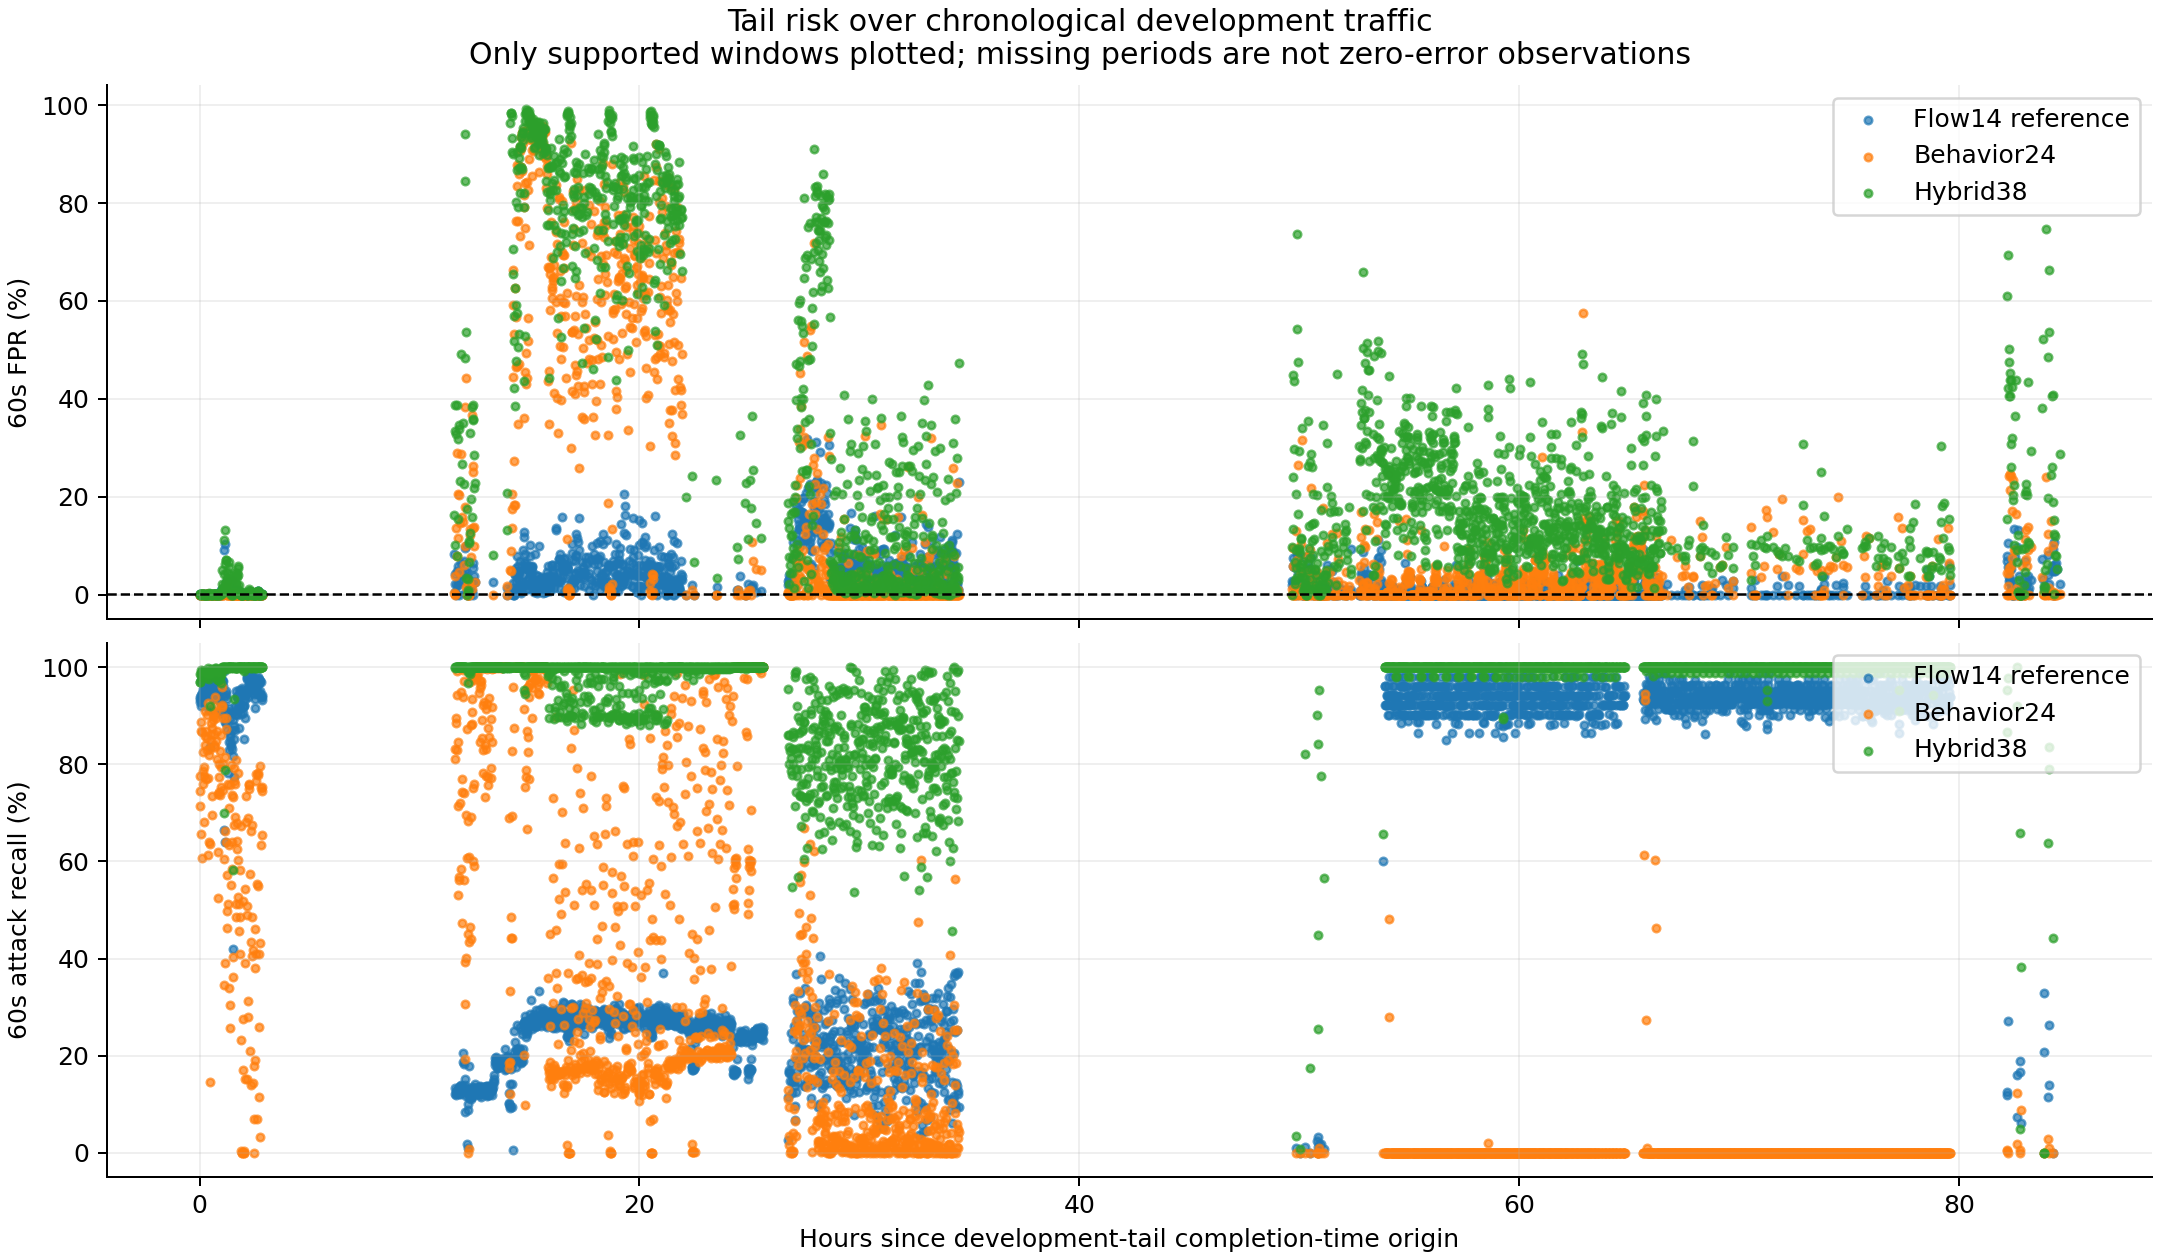 Tail risk over chronological development traffic
Only supported windows plotted; missing periods are not zero-error observations
100
80
60
40
20
0
60s FPR (%)
Flow14 reference
Behavior24
Hybrid38
100
80
60
40
20
0
60s attack recall (%)
Flow14 reference
Behavior24
Hybrid38
0
20
40
60
80
Hours since development-tail completion-time origin